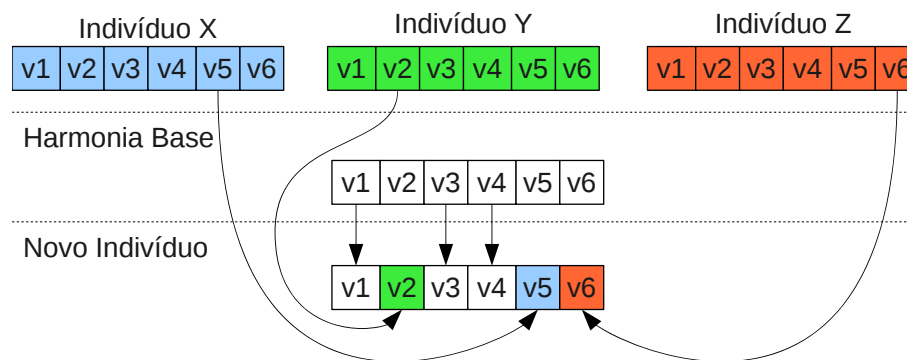 Indivíduo X Indivíduo Y Indivíduo Z
v1 v2 v3 v4 v5 v6 v1 v2 v3 v4 v5 v6 v1 v2 v3 v4 v5 v6
Harmonia Base
v1 v2 v3 v4 v5 v6
Novo Indivíduo
v1 v2 v3 v4 v5 v6